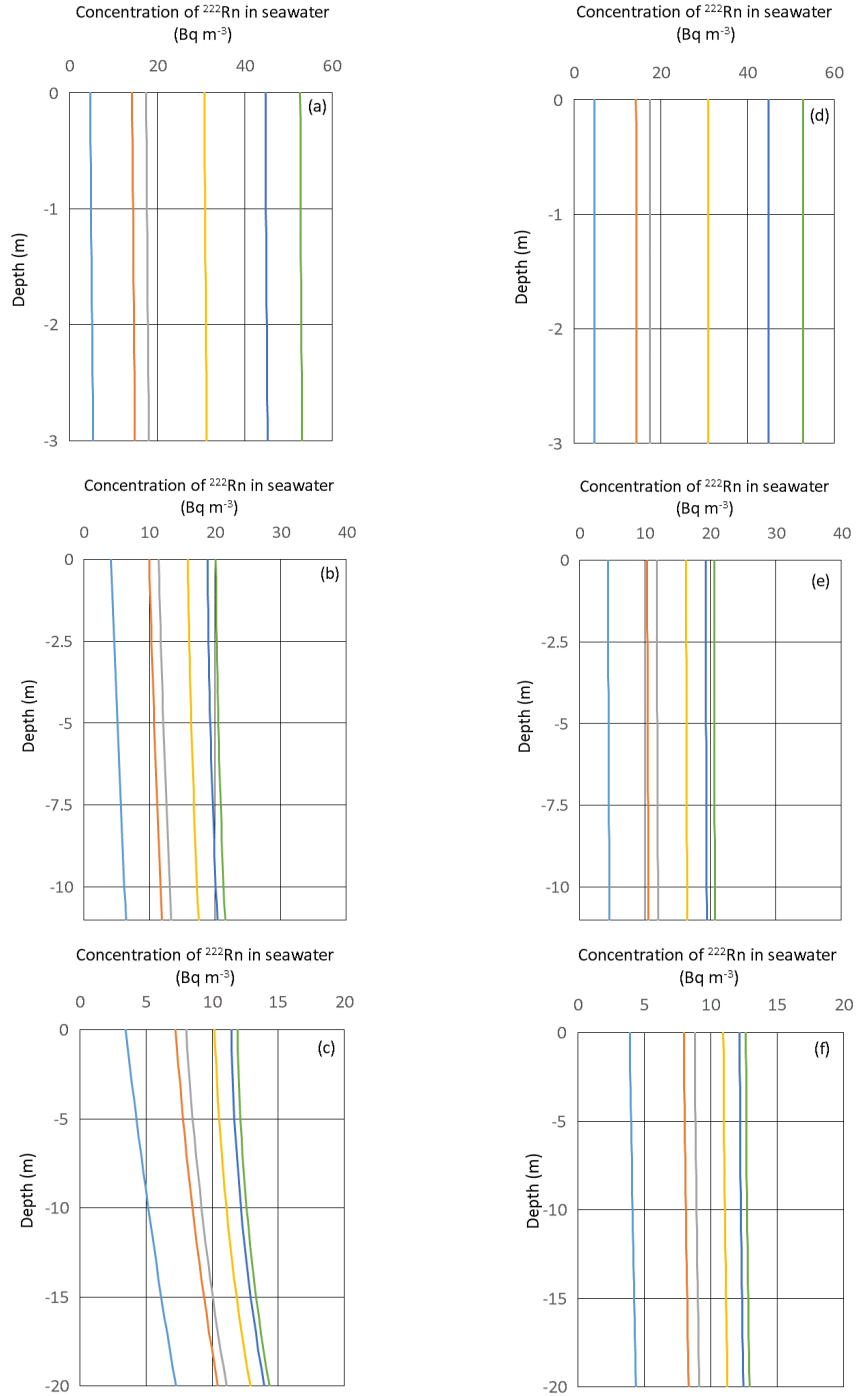 Concentration of ²²²Rn in seawater
(Bq m⁻³)
0 20 40 60
0
(a)
-1
-2
-3
Depth (m)
Concentration of ²²²Rn in seawater
(Bq m⁻³)
0 20 40 60
0
(d)
-1
-2
-3
Depth (m)
Concentration of ²²²Rn in seawater
(Bq m⁻³)
0 10 20 30 40
0
(b)
-2.5
-5
-7.5
-10
Depth (m)
Concentration of ²²²Rn in seawater
(Bq m⁻³)
0 10 20 30 40
0
(e)
-2.5
-5
-7.5
-10
Depth (m)
Concentration of ²²²Rn in seawater
(Bq m⁻³)
0 5 10 15 20
0
(c)
-5
-10
-15
-20
Depth (m)
Concentration of ²²²Rn in seawater
(Bq m⁻³)
0 5 10 15 20
0
(f)
-5
-10
-15
-20
Depth (m)